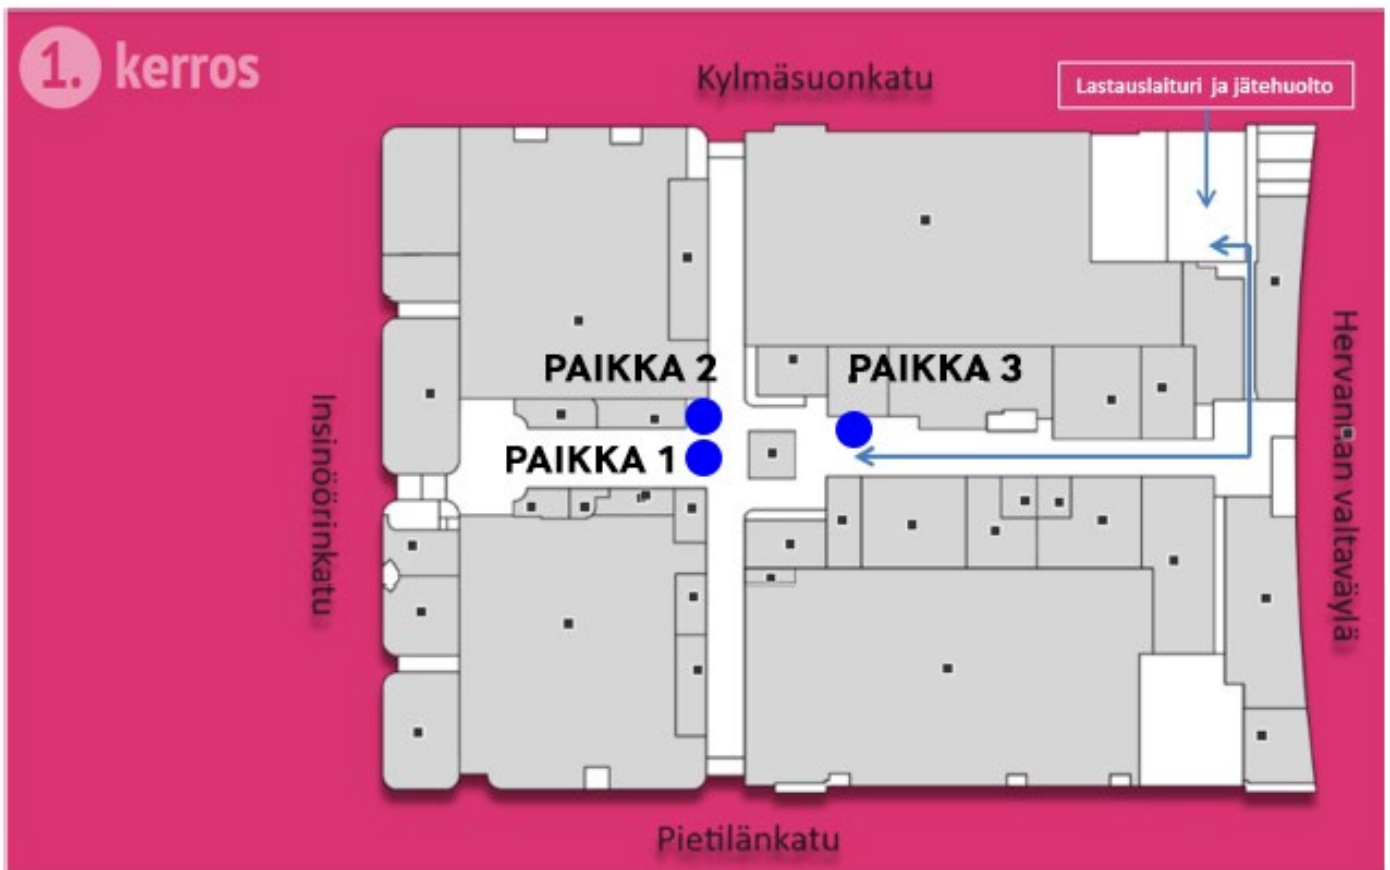 1. kerros
Kylmäsuonkatu
Lastauslaituri ja jätehuolto
PAIKKA 2
PAIKKA 3
PAIKKA 1
Insinöörinkatu
Hervannan valtaväylä
Pietilänkatu